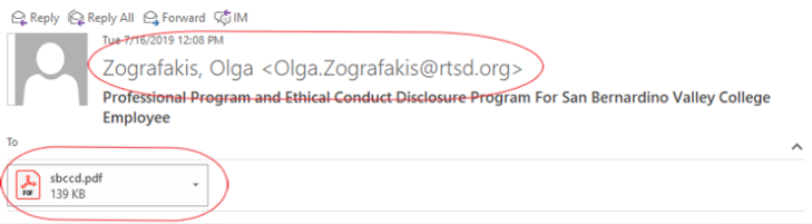 Reply Reply All Forward IM
Tue 7/16/2019 12:08 PM
Zografakis, Olga <Olga.Zografakis@rtsd.org>
Professional Program and Ethical Conduct Disclosure Program For San Bernardino Valley College
Employee
To
PDF
sbccd.pdf
139 KB